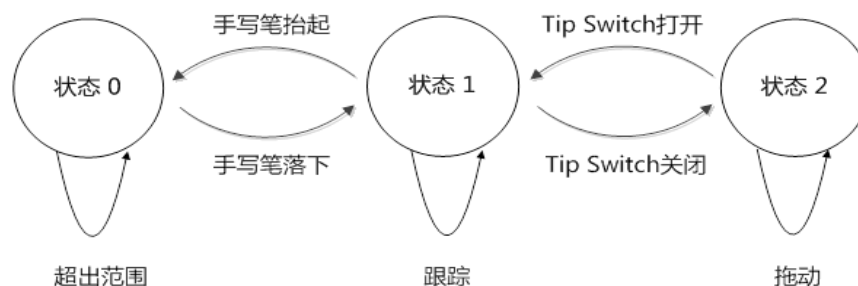 手写笔抬起
Tip Switch打开
状态 0
状态 1
状态 2
手写笔落下
Tip Switch关闭
超出范围
跟踪
拖动